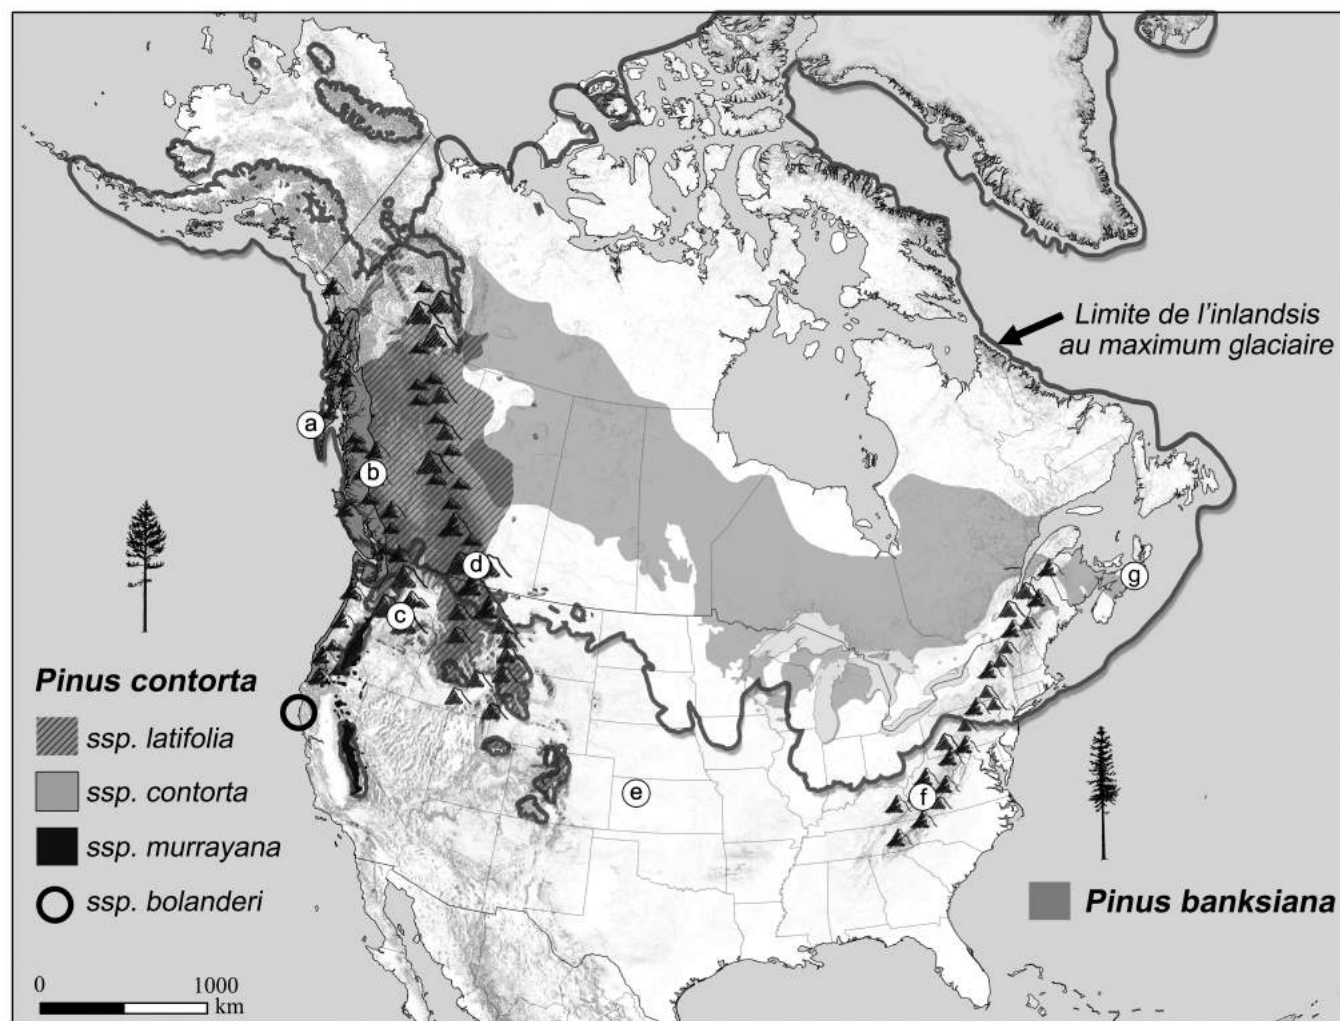 Limite de l'inlandsis
au maximum glaciaire
a
b
d
g
c
Pinus contorta
ssp. latifolia
ssp. contorta
ssp. murrayana
ssp. bolanderi
e
f
Pinus banksiana
0 1000
km